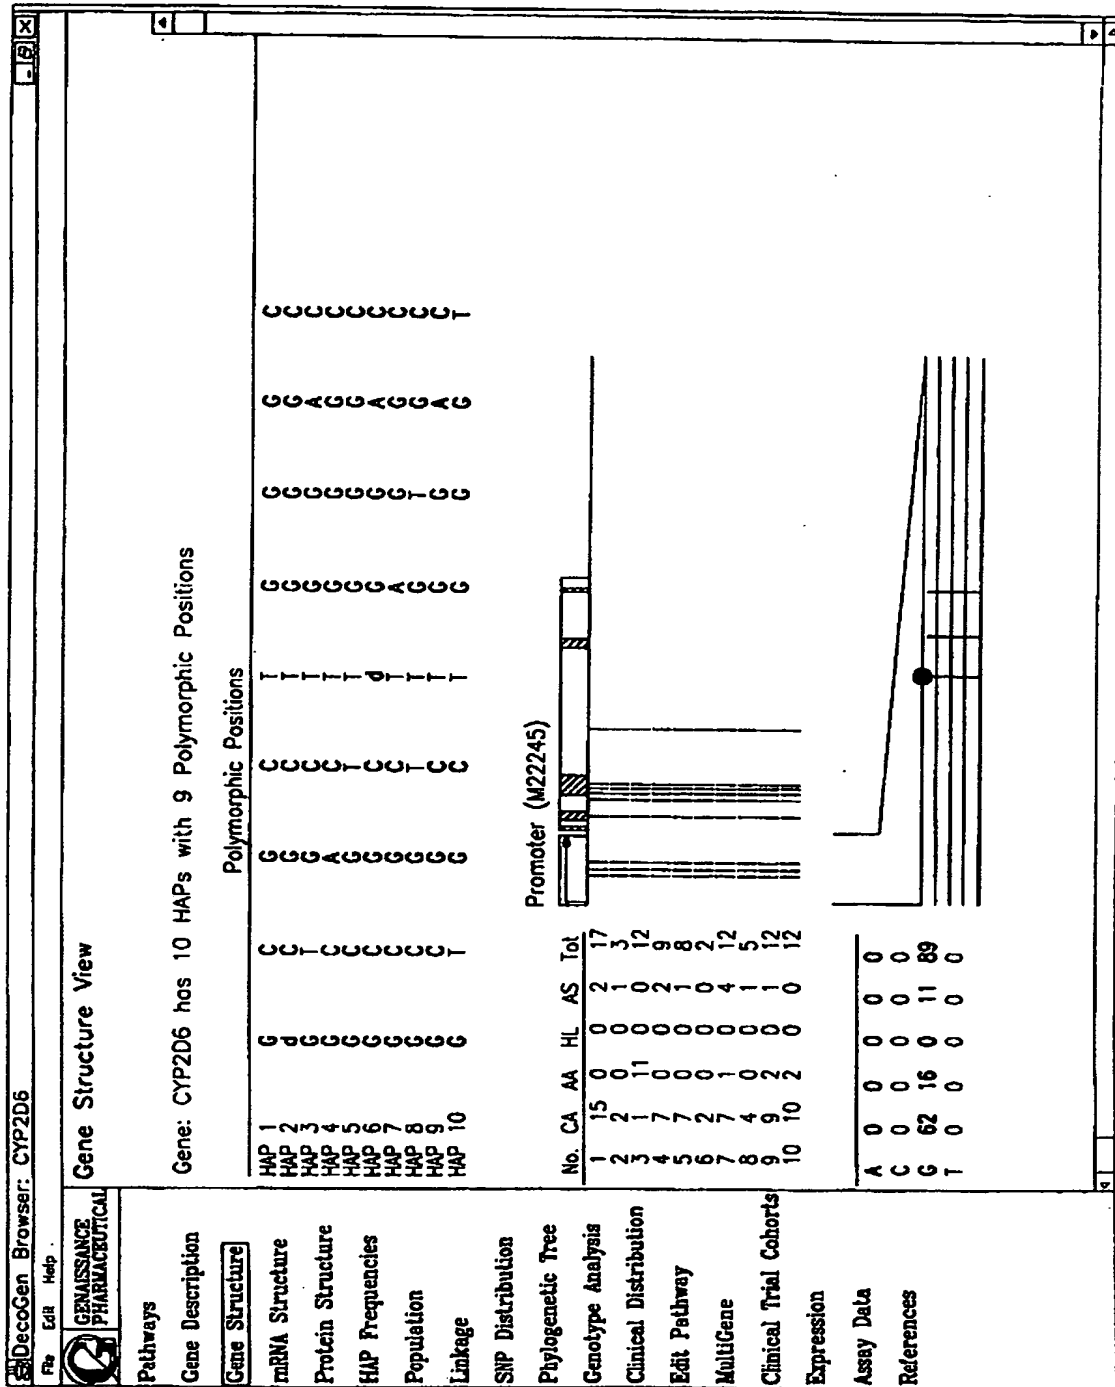 DecoGen Browser: CYP2D6
File Edit Help
GENAISSANCE
PHARMACEUTICAL
Pathways
Gene Description
Gene Structure
mRNA Structure
Protein Structure
HAP Frequencies
Population
Linkage
SNP Distribution
Phylogenetic Tree
Genotype Analysis
Clinical Distribution
Edit Pathway
MultiGene
Clinical Trial Cohorts
Expression
Assay Data
References
Gene Structure View
Gene: CYP2D6 has 10 HAPs with 9 Polymorphic Positions
Polymorphic Positions
HAP 1 G C G C T G G G C
HAP 2 d C G C T G G G C
HAP 3 G T G C T G G A C
HAP 4 G C A C T G G G C
HAP 5 G C G T T G G G C
HAP 6 G C G C d G G A C
HAP 7 G C G C T A G G C
HAP 8 G C G T T G T G C
HAP 9 G C G C T G G A C
HAP 10 G T G C T G G G T
Promoter (M22245)
No. CA AA HL AS Tot
1 15 0 0 2 17
2 2 0 0 1 3
3 1 11 0 0 12
4 7 0 0 2 9
5 7 0 0 1 8
6 2 0 0 0 2
7 7 1 0 4 12
8 4 0 0 1 5
9 9 2 0 1 12
10 10 2 0 0 12
A 0 0 0 0 0
C 0 0 0 0 0
G 62 16 0 11 89
T 0 0 0 0 0